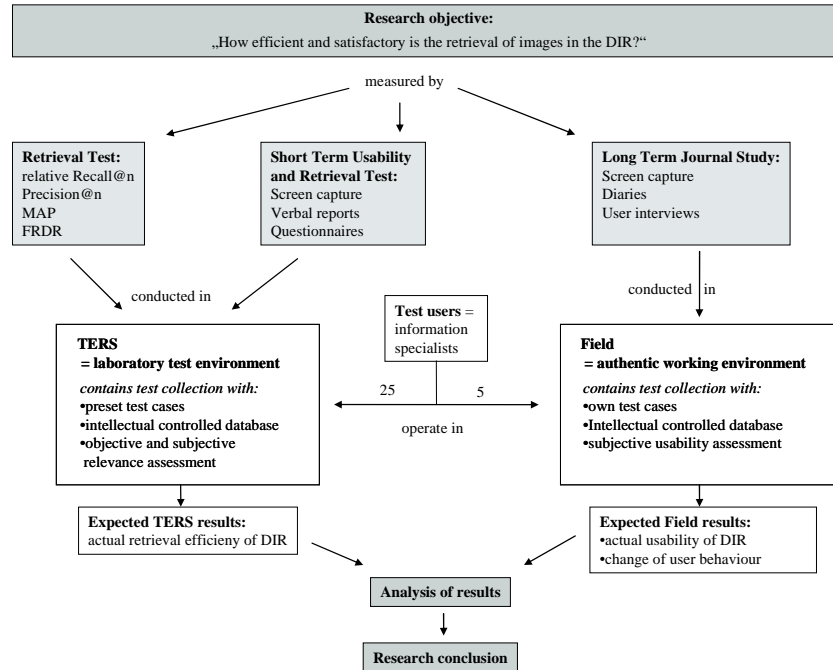 Research objective:
„How efficient and satisfactory is the retrieval of images in the DIR?“
measured by
Retrieval Test:
relative Recall@n
Precision@n
MAP
FRDR
Short Term Usability
and Retrieval Test:
Screen capture
Verbal reports
Questionnaires
Long Term Journal Study:
Screen capture
Diaries
User interviews
conducted in
conducted in
Test users =
information
specialists
TERS
= laboratory test environment
contains test collection with:
•preset test cases
•intellectual controlled database
•objective and subjective
relevance assessment
25
5
operate in
Field
= authentic working environment
contains test collection with:
•own test cases
•Intellectual controlled database
•subjective usability assessment
Expected TERS results:
actual retrieval efficieny of DIR
Expected Field results:
•actual usability of DIR
•change of user behaviour
Analysis of results
Research conclusion